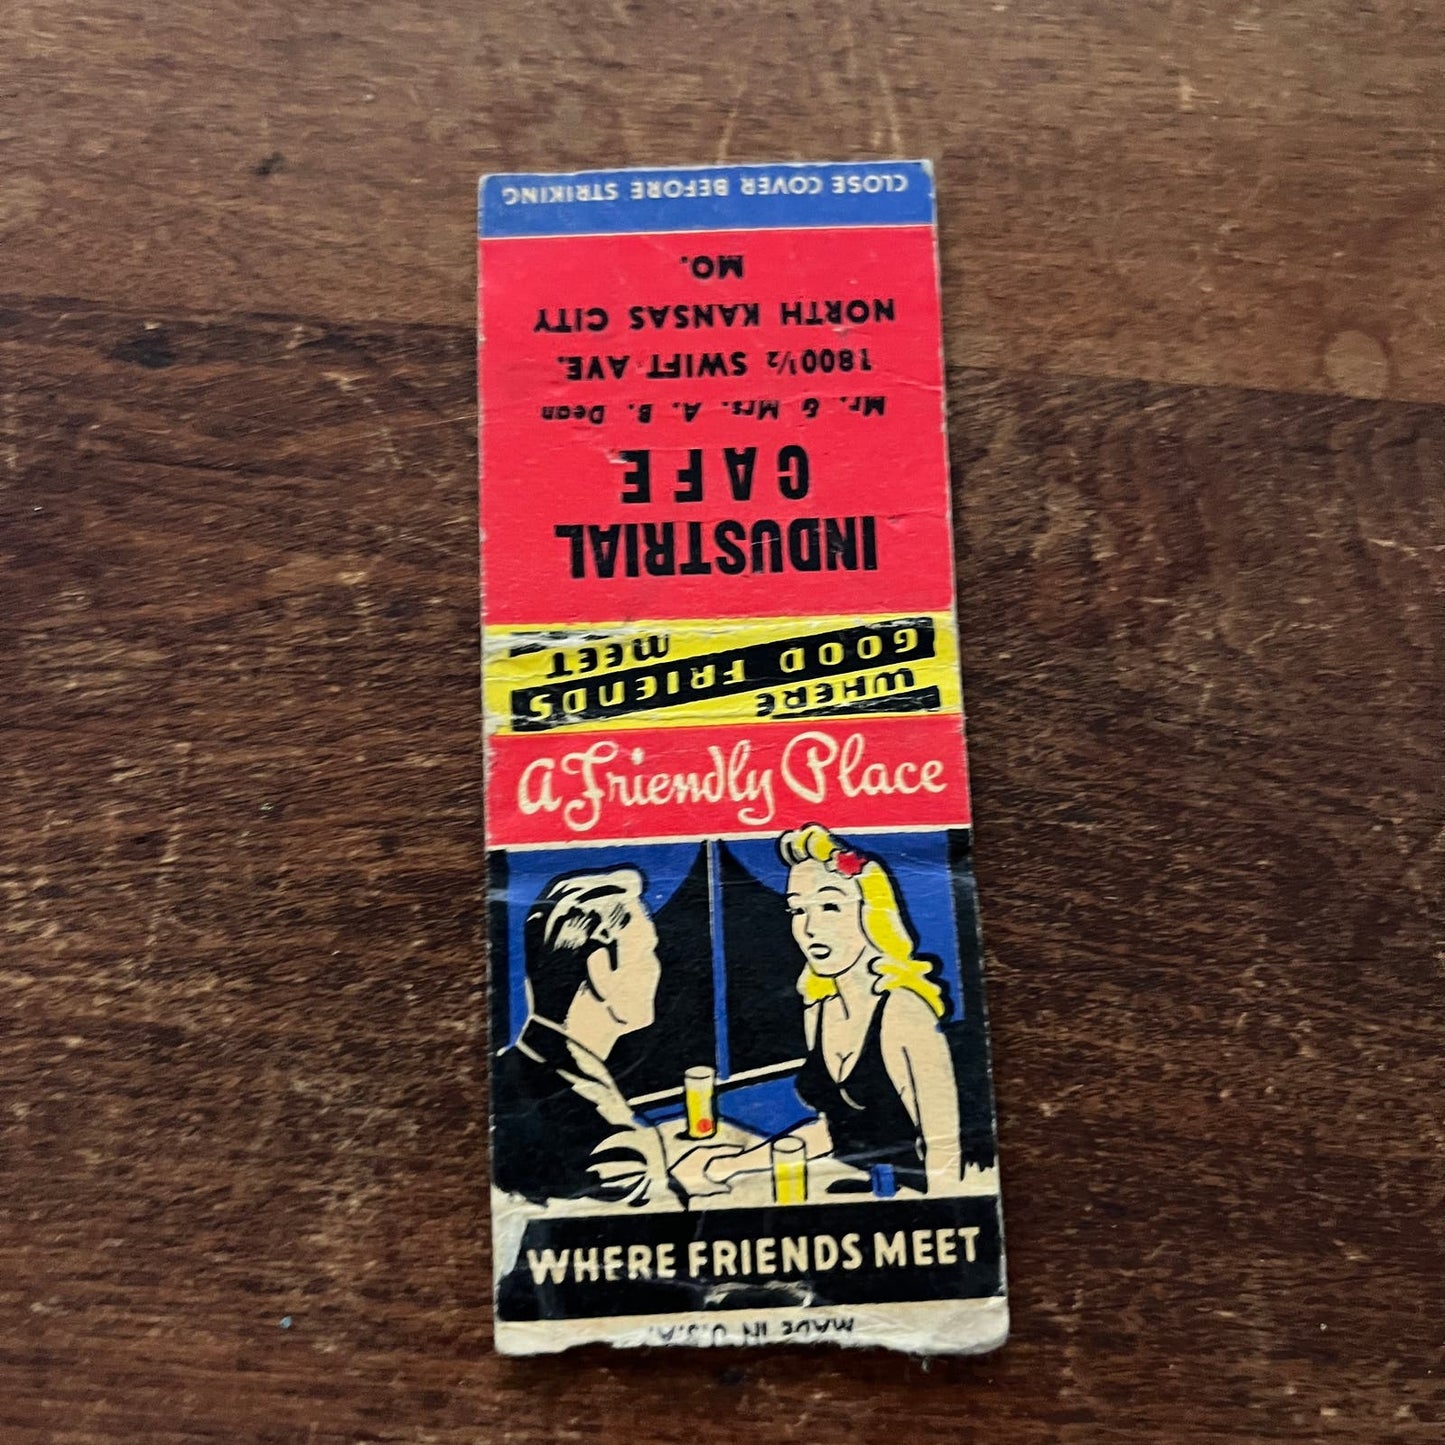 A Friendly Place
WHERE FRIENDS MEET
MADE IN U.S.A.
WHERE
GOOD FRIENDS
MEET
INDUSTRIAL
CAFE
Mr. & Mrs. A. B. Dean
1800½ SWIFT AVE.
NORTH KANSAS CITY
MO.
CLOSE COVER BEFORE STRIKING